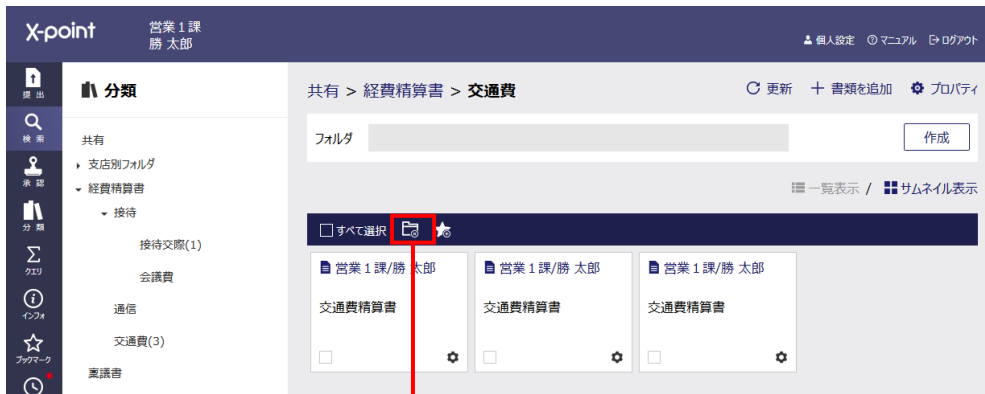 X-point
営業１課
勝 太郎
個人設定 マニュアル ログアウト
提 出
検 索
承 認
分 類
クエリ
インフォ
ブックマーク
分類
共有
支店別フォルダ
経費精算書
接待
接待交際(1)
会議費
通信
交通費(3)
稟議書
共有 > 経費精算書 > 交通費
更新 書類を追加 プロパティ
フォルダ 作成
一覧表示 / サムネイル表示
すべて選択
営業１課/勝 太郎 営業１課/勝 太郎 営業１課/勝 太郎
交通費精算書 交通費精算書 交通費精算書